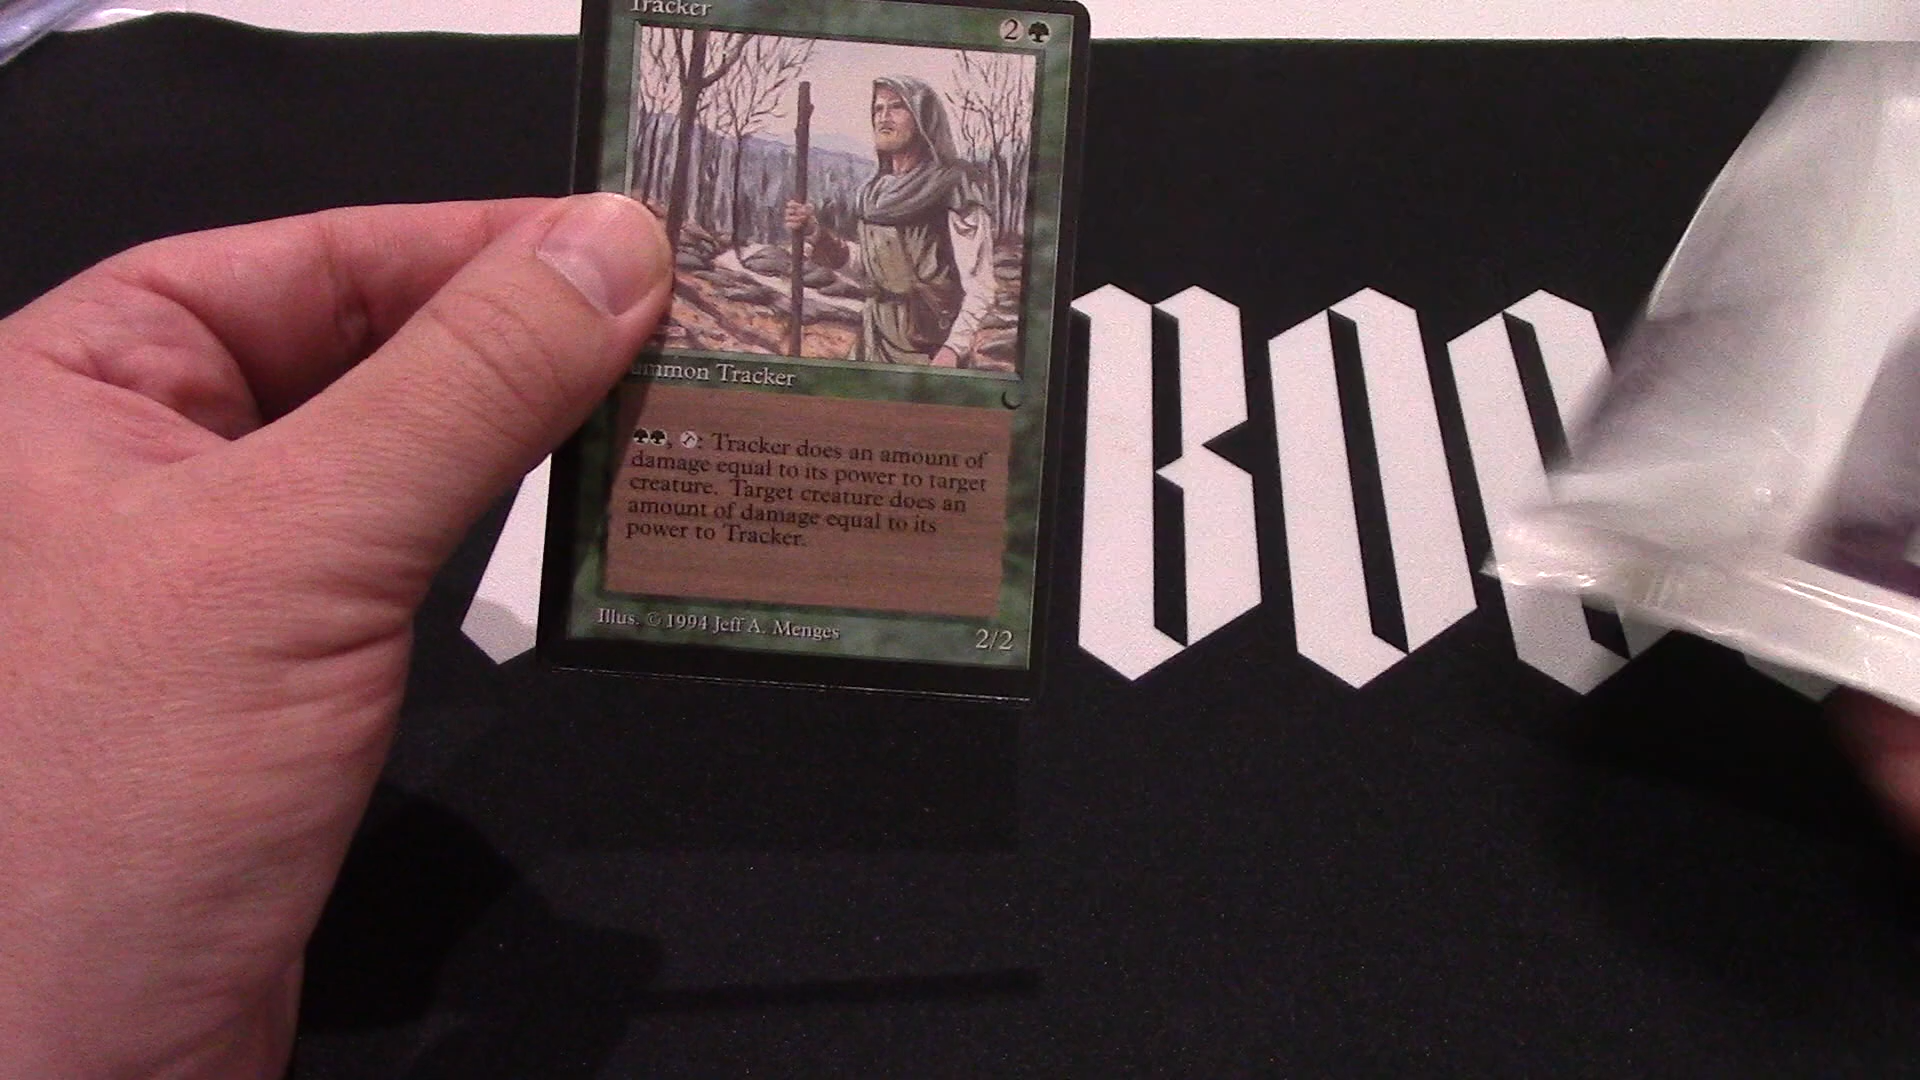 Tracker
2
ummon Tracker
: Tracker does an amount of
damage equal to its power to target
creature. Target creature does an
amount of damage equal to its
power to Tracker.
Illus. © 1994 Jeff A. Menges
2/2